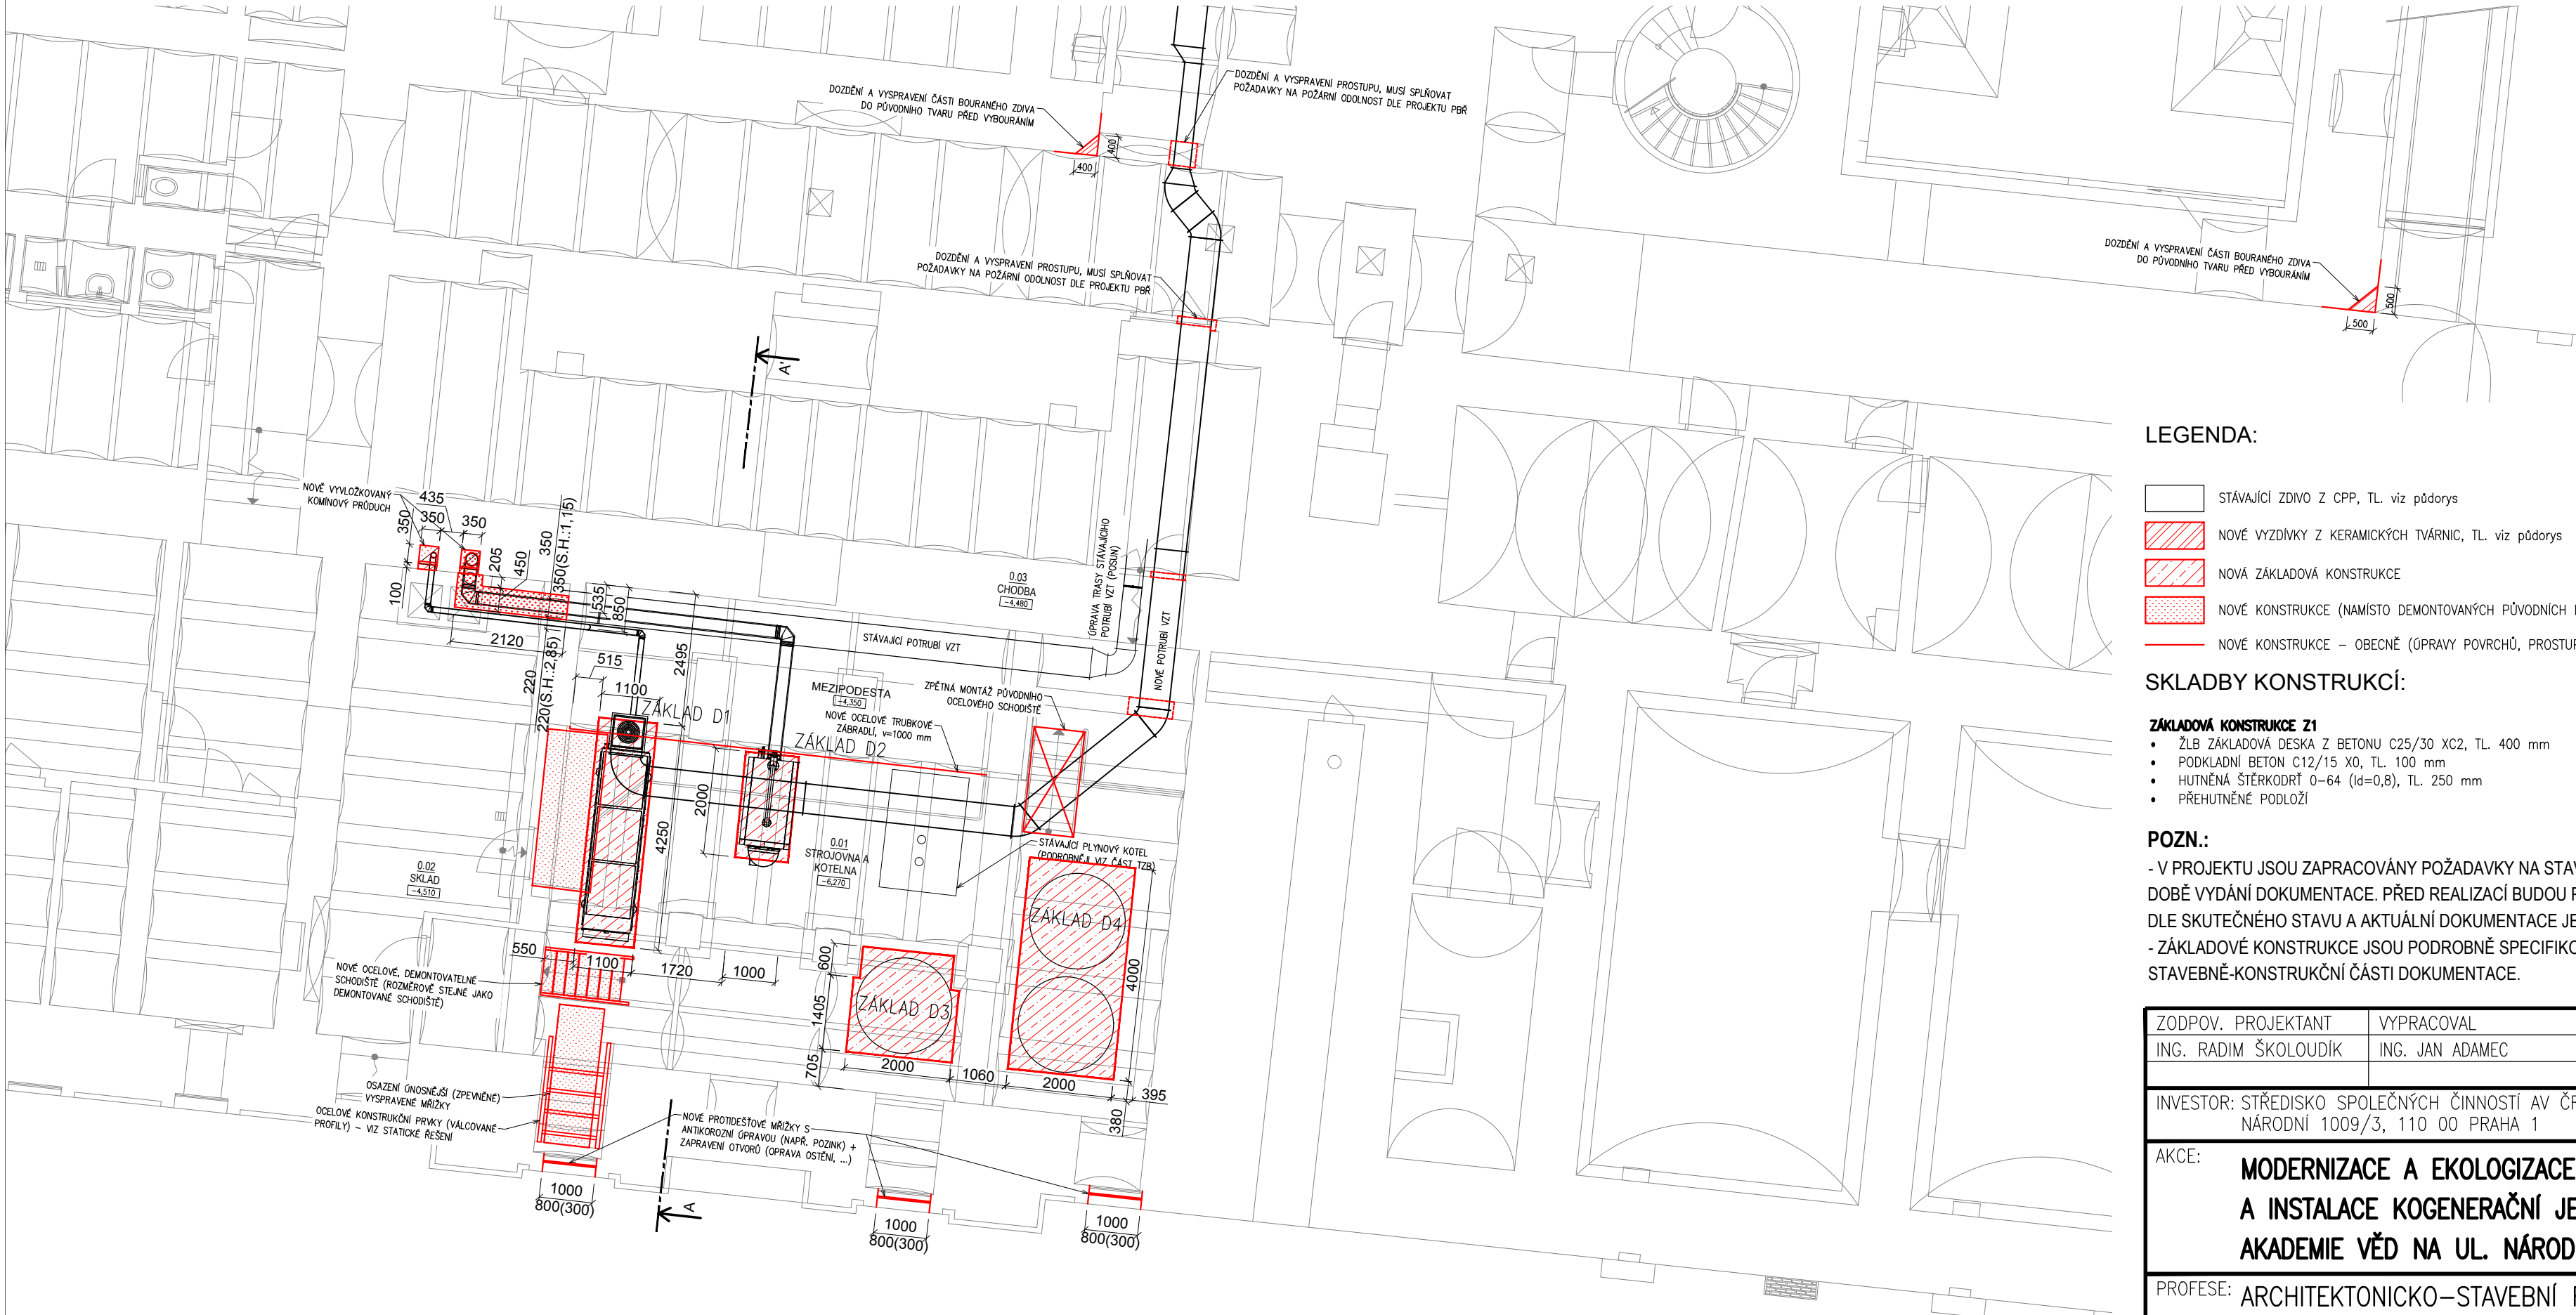 DOZDĚNÍ A VYSPRAVENÍ ČÁSTI BOURANÉHO ZDIVA
DO PŮVODNÍHO TVARU PŘED VYBOURÁNÍM
400
400
DOZDĚNÍ A VYSPRAVENÍ PROSTUPU, MUSÍ SPLŇOVAT
POŽADAVKY NA POŽÁRNÍ ODOLNOST DLE PROJEKTU PBŘ
DOZDĚNÍ A VYSPRAVENÍ PROSTUPU, MUSÍ SPLŇOVAT
POŽADAVKY NA POŽÁRNÍ ODOLNOST DLE PROJEKTU PBŘ
DOZDĚNÍ A VYSPRAVENÍ ČÁSTI BOURANÉHO ZDIVA
DO PŮVODNÍHO TVARU PŘED VYBOURÁNÍM
500
500
A'
NOVĚ VYVLOŽKOVANÝ
KOMÍNOVÝ PRŮDUCH
435
350
350
350
100
205
450
350
350(S.H.:1,15)
535
850
2120
220
220(S.H.:2,85)
515
1100
2495
STÁVAJÍCÍ POTRUBÍ VZT
0.03
CHODBA
-4,480
ÚPRAVA TRASY STÁVAJÍCÍHO
POTRUBÍ VZT (POSUN)
NOVÉ POTRUBÍ VZT
ZÁKLAD D1
MEZIPODESTA
-4,350
NOVÉ OCELOVÉ TRUBKOVÉ
ZÁBRADLÍ, v=1000 mm
ZPĚTNÁ MONTÁŽ PŮVODNÍHO
OCELOVÉHO SCHODIŠTĚ
ZÁKLAD D2
2000
4250
0.01
STROJOVNA A
KOTELNA
-6,270
STÁVAJÍCÍ PLYNOVÝ KOTEL
(PODROBNĚJI VIZ ČÁST TZB)
0.02
SKLAD
-4,510
ZÁKLAD D4
4000
550
1100
1720
1000
600
1405
705
ZÁKLAD D3
2000
1060
2000
395
380
NOVÉ OCELOVÉ, DEMONTOVATELNÉ
SCHODIŠTĚ (ROZMĚROVĚ STEJNÉ JAKO
DEMONTOVANÉ SCHODIŠTĚ)
OSAZENÍ ÚNOSNĚJŠÍ (ZPEVNĚNÉ)
VYSPRAVENÉ MŘÍŽKY
OCELOVÉ KONSTRUKČNÍ PRVKY (VÁLCOVANÉ
PROFILY) – VIZ STATICKÉ ŘEŠENÍ
NOVÉ PROTIDEŠŤOVÉ MŘÍŽKY S
ANTIKOROZNÍ ÚPRAVOU (NAPŘ. POZINK) +
ZAPRAVENÍ OTVORŮ (OPRAVA OSTĚNÍ, ...)
1000
800(300)
A
1000
800(300)
1000
800(300)
LEGENDA:
STÁVAJÍCÍ ZDIVO Z CPP, TL. viz půdorys
NOVÉ VYZDÍVKY Z KERAMICKÝCH TVÁRNIC, TL. viz půdorys
NOVÁ ZÁKLADOVÁ KONSTRUKCE
NOVÉ KONSTRUKCE (NAMÍSTO DEMONTOVANÝCH PŮVODNÍCH
NOVÉ KONSTRUKCE – OBECNĚ (ÚPRAVY POVRCHŮ, PROSTUP
SKLADBY KONSTRUKCÍ:
ZÁKLADOVÁ KONSTRUKCE Z1
• ŽLB ZÁKLADOVÁ DESKA Z BETONU C25/30 XC2, TL. 400 mm
• PODKLADNÍ BETON C12/15 X0, TL. 100 mm
• HUTNĚNÁ ŠTĚRKODRŤ 0–64 (Id=0,8), TL. 250 mm
• PŘEHUTNĚNÉ PODLOŽÍ
POZN.:
- V PROJEKTU JSOU ZAPRACOVÁNY POŽADAVKY NA STAV
DOBĚ VYDÁNÍ DOKUMENTACE. PŘED REALIZACÍ BUDOU
DLE SKUTEČNÉHO STAVU A AKTUÁLNÍ DOKUMENTACE JE
- ZÁKLADOVÉ KONSTRUKCE JSOU PODROBNĚ SPECIFIKO
STAVEBNĚ-KONSTRUKČNÍ ČÁSTI DOKUMENTACE.
ZODPOV. PROJEKTANT VYPRACOVAL
ING. RADIM ŠKOLOUDÍK ING. JAN ADAMEC
INVESTOR: STŘEDISKO SPOLEČNÝCH ČINNOSTÍ AV ČR
NÁRODNÍ 1009/3, 110 00 PRAHA 1
AKCE: MODERNIZACE A EKOLOGIZACE
A INSTALACE KOGENERAČNÍ JE
AKADEMIE VĚD NA UL. NÁROD
PROFESE: ARCHITEKTONICKO–STAVEBNÍ